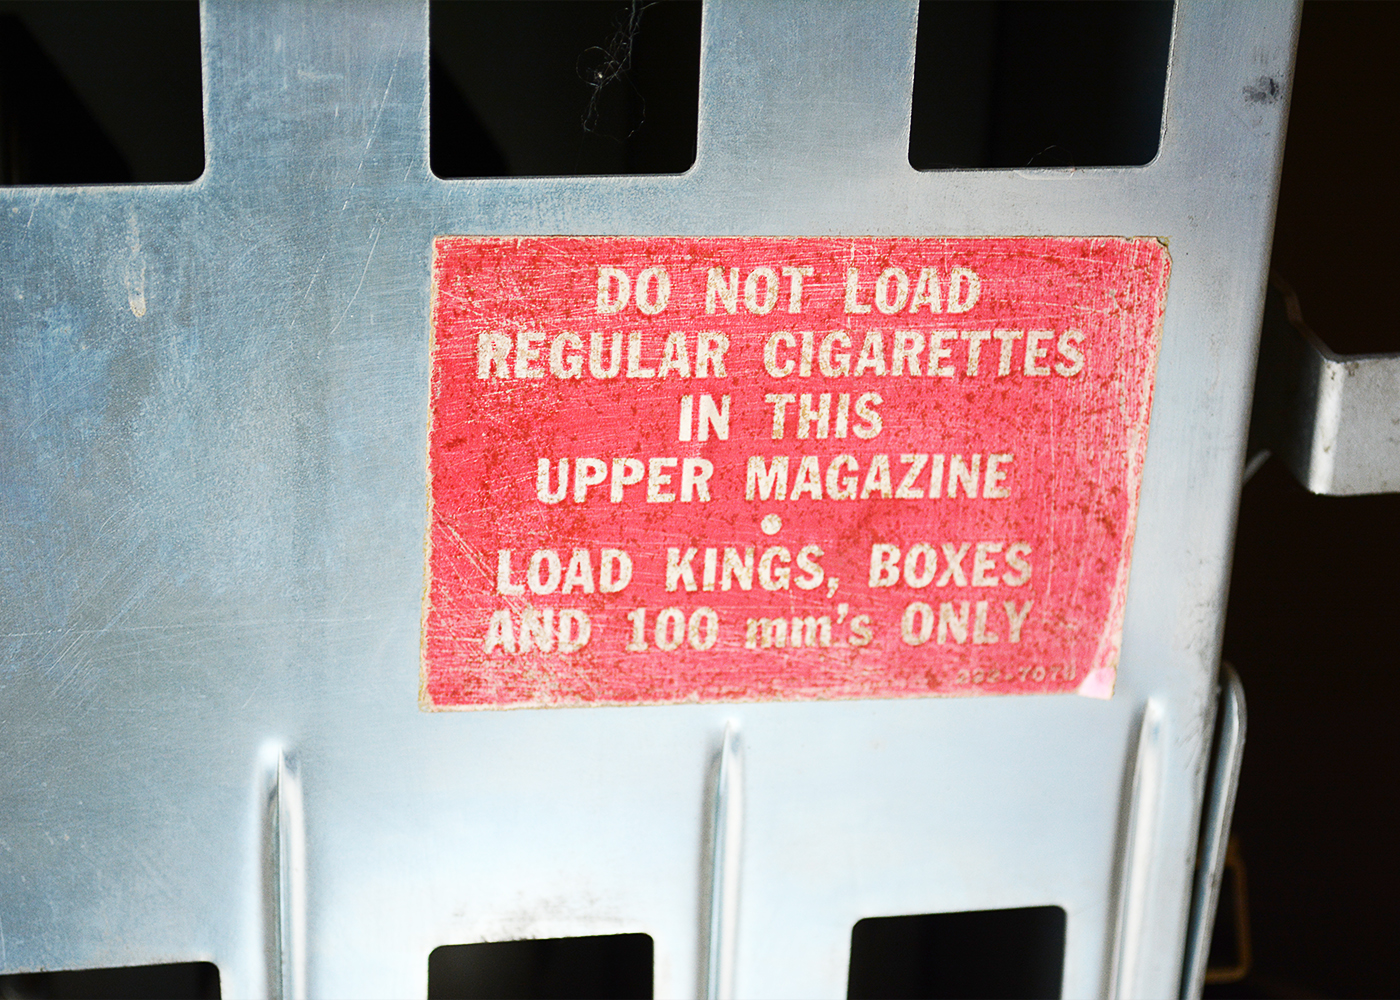 DO NOT LOAD
REGULAR CIGARETTES
IN THIS
UPPER MAGAZINE
•
LOAD KINGS, BOXES
AND 100 mm's ONLY